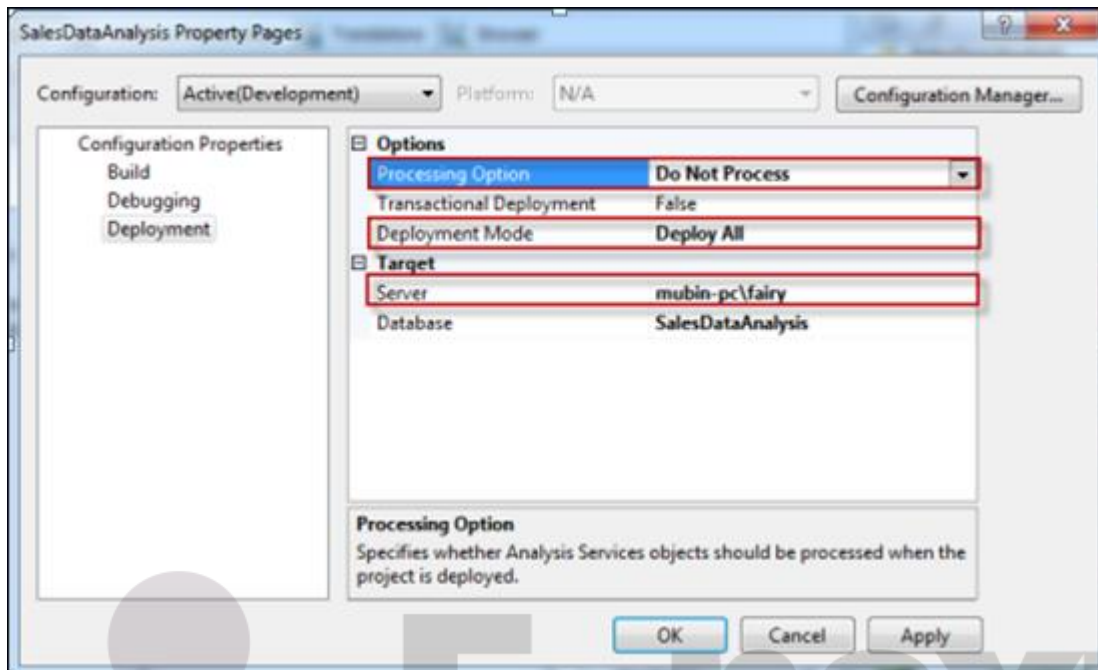 SalesDataAnalysis Property Pages
Configuration: Active(Development) Platform: N/A Configuration Manager...
Configuration Properties
Build
Debugging
Deployment
Options
Processing Option Do Not Process
Transactional Deployment False
Deployment Mode Deploy All
Target
Server mubin-pc\fairy
Database SalesDataAnalysis
Processing Option
Specifies whether Analysis Services objects should be processed when the
project is deployed.
OK Cancel Apply